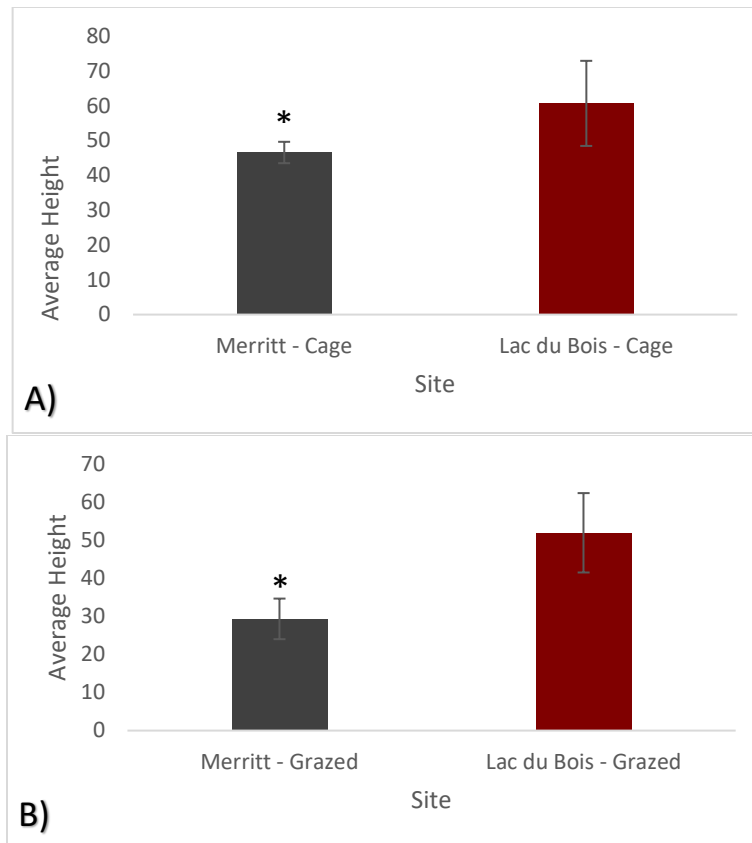 80
70
60
50
40
30
20
10
0
Average Height
*
Merritt - Cage
Lac du Bois - Cage
Site
A)
70
60
50
40
30
20
10
0
Average Height
*
Merritt - Grazed
Lac du Bois - Grazed
Site
B)